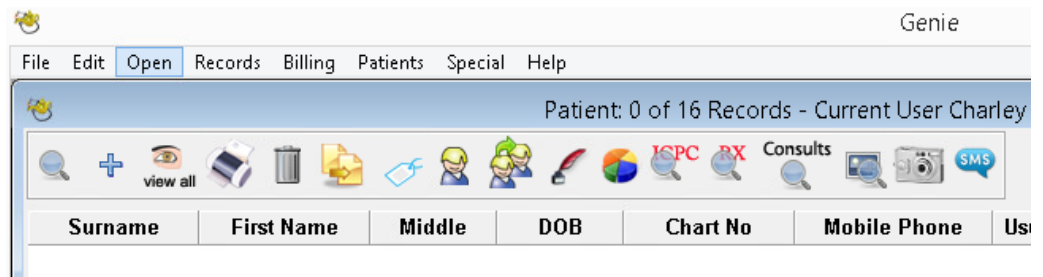 Genie
File Edit Open Records Billing Patients Special Help
Patient: 0 of 16 Records - Current User Charley
view all ICPC RX Consults SMS
Surname First Name Middle DOB Chart No Mobile Phone